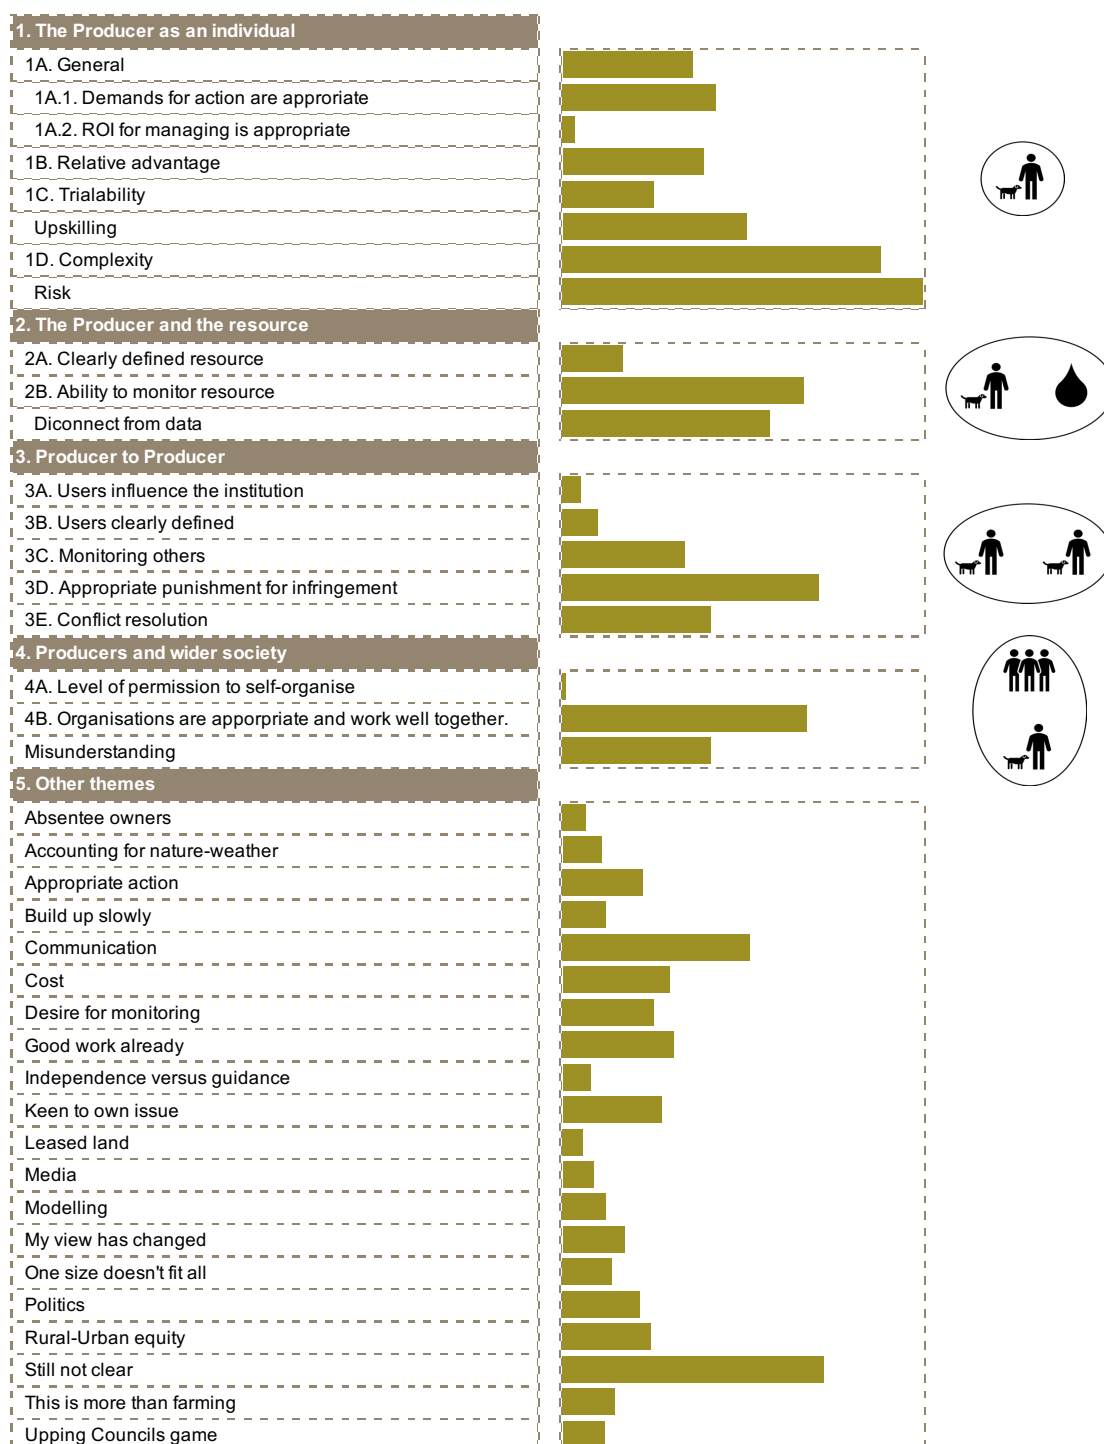 1. The Producer as an individual
1A. General
1A.1. Demands for action are approriate
1A.2. ROI for managing is appropriate
1B. Relative advantage
1C. Trialability
Upskilling
1D. Complexity
Risk
2. The Producer and the resource
2A. Clearly defined resource
2B. Ability to monitor resource
Diconnect from data
3. Producer to Producer
3A. Users influence the institution
3B. Users clearly defined
3C. Monitoring others
3D. Appropriate punishment for infringement
3E. Conflict resolution
4. Producers and wider society
4A. Level of permission to self-organise
4B. Organisations are apporpriate and work well together.
Misunderstanding
5. Other themes
Absentee owners
Accounting for nature-weather
Appropriate action
Build up slowly
Communication
Cost
Desire for monitoring
Good work already
Independence versus guidance
Keen to own issue
Leased land
Media
Modelling
My view has changed
One size doesn't fit all
Politics
Rural-Urban equity
Still not clear
This is more than farming
Upping Councils game